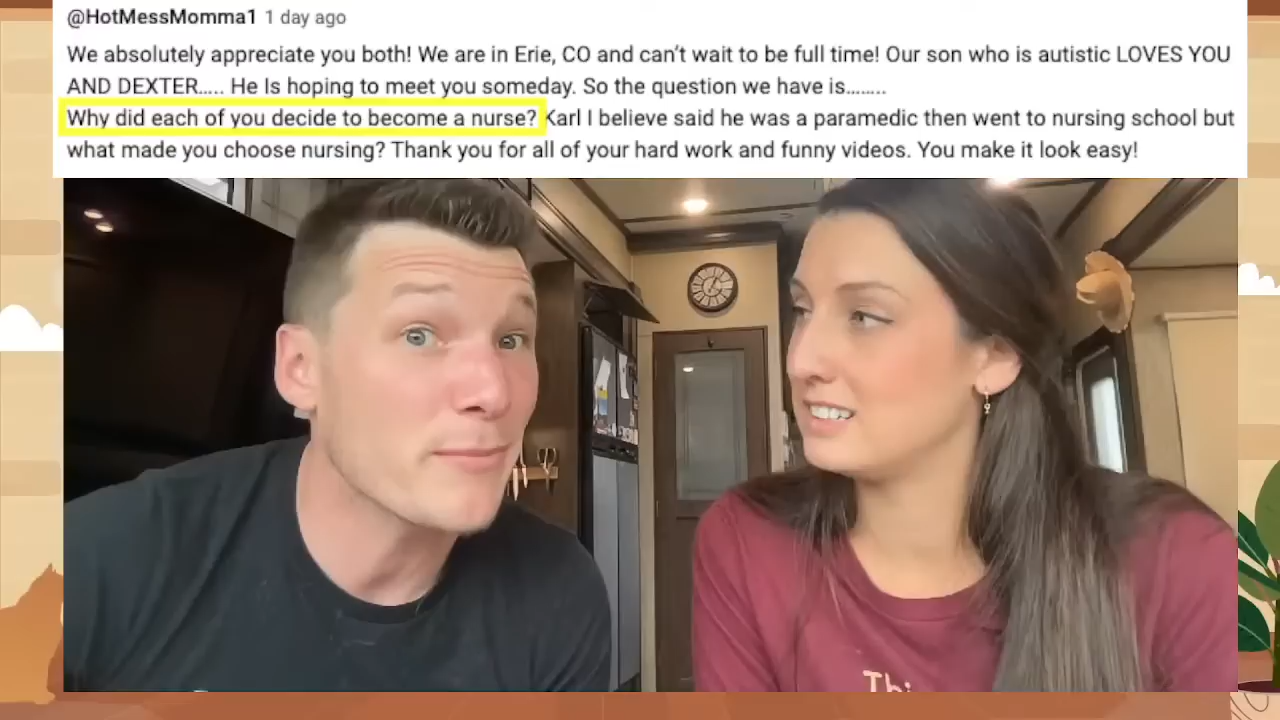 @HotMessMomma1 1 day ago
We absolutely appreciate you both! We are in Erie, CO and can't wait to be full time! Our son who is autistic LOVES YOU
AND DEXTER..... He Is hoping to meet you someday. So the question we have is........
Why did each of you decide to become a nurse? Karl I believe said he was a paramedic then went to nursing school but
what made you choose nursing? Thank you for all of your hard work and funny videos. You make it look easy!